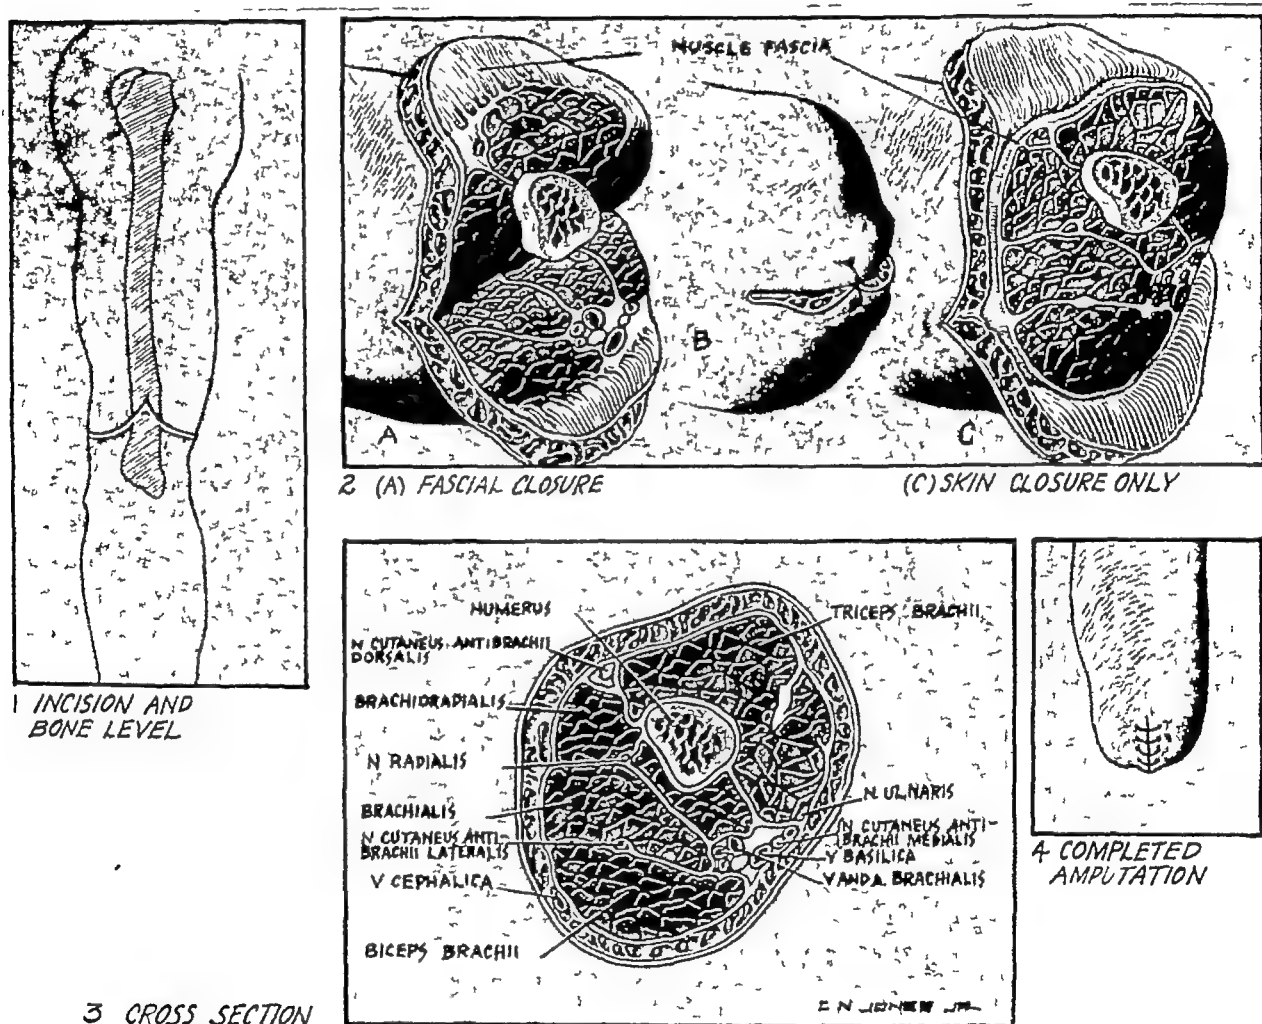 1 INCISION AND
BONE LEVEL
MUSCLE FASCIA
A
B
C
2 (A) FASCIAL CLOSURE
(C) SKIN CLOSURE ONLY
HUMERUS
N CUTANEUS ANTIBRACHII
DORSALIS
BRACHIORADIALIS
N RADIALIS
BRACHIALIS
N CUTANEUS ANTI-
BRACHII LATERALIS
V CEPHALICA
BICEPS BRACHII
TRICEPS BRACHII
N. ULNARIS
N CUTANEUS ANTI-
BRACHII MEDIALIS
V BASILICA
V AND A BRACHIALIS
3 CROSS SECTION
4 COMPLETED
AMPUTATION